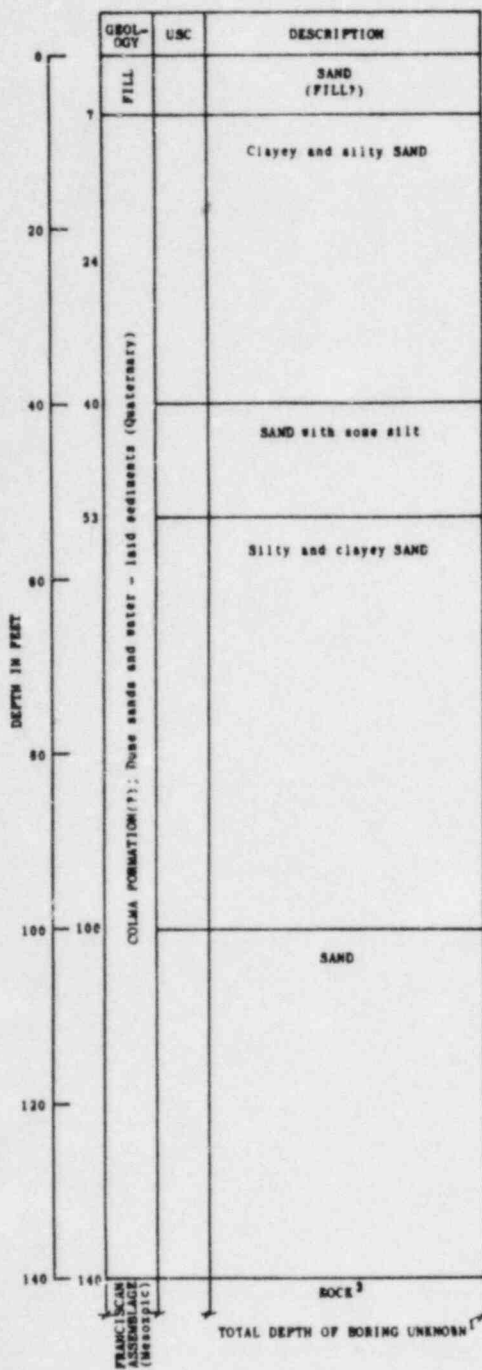 GEOL-
OGY
USC
DESCRIPTION
0
FILL
SAND
(FILL?)
7
Clayey and silty SAND
20
24
COLMA FORMATION(?); Dune sands and water - laid sediments (Quaternary)
40
40
SAND with some silt
53
Silty and clayey SAND
60
DEPTH IN FEET
80
100
100
SAND
120
140
140
FRANCISCAN
ASSEMBLAGE
(Mesozoic)
ROCK3
TOTAL DEPTH OF BORING UNKNOWN1